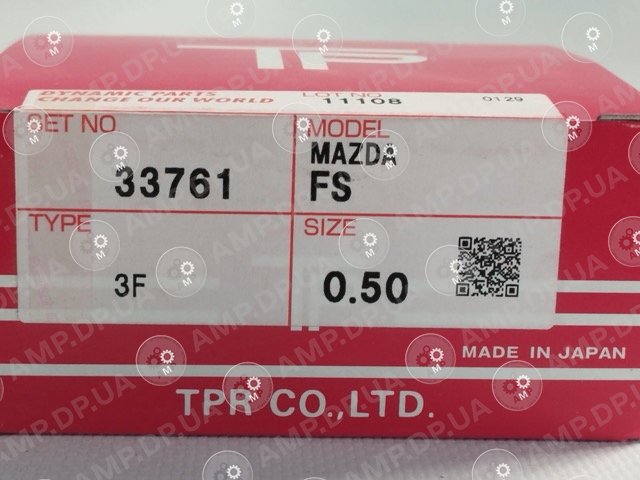 TPR
DYNAMIC PARTS
CHANGE OUR WORLD
LOT NO
11108
0129
SET NO
33761
MODEL
MAZDA
FS
TYPE
3F
SIZE
0.50
MADE IN JAPAN
TPR CO.,LTD.
AMP.DP.UA